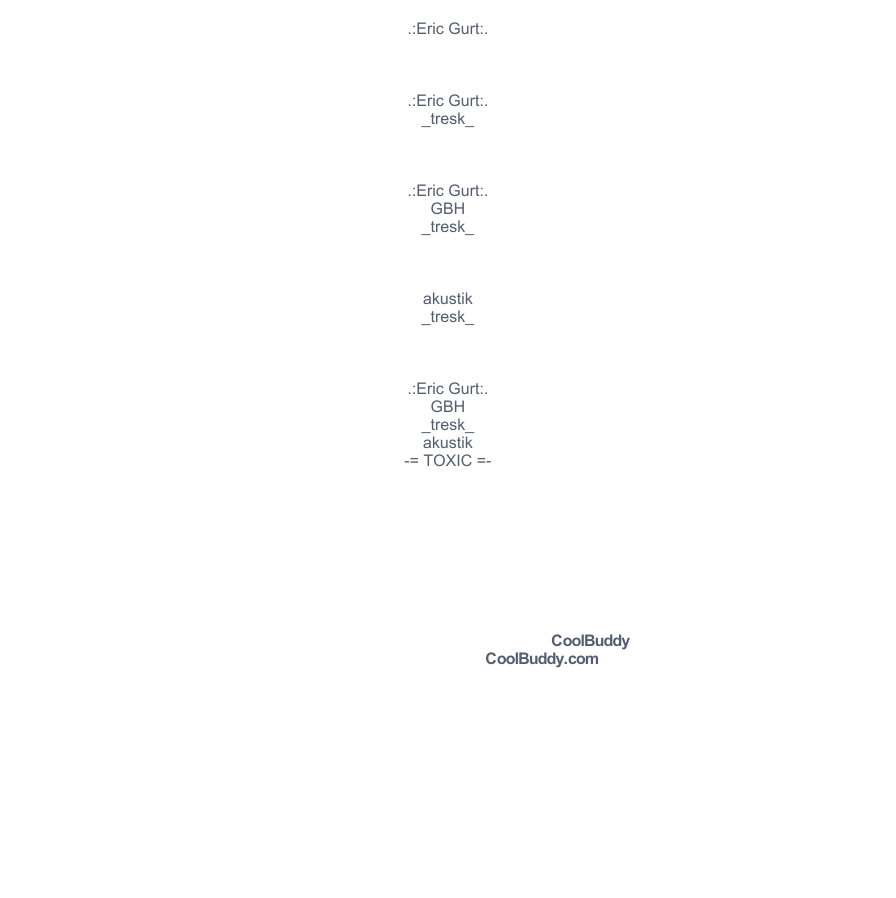 .:Eric Gurt:.
.:Eric Gurt:.
_tresk_
.:Eric Gurt:.
GBH
_tresk_
akustik
_tresk_
.:Eric Gurt:.
GBH
_tresk_
akustik
-= TOXIC =-
CoolBuddy
CoolBuddy.com